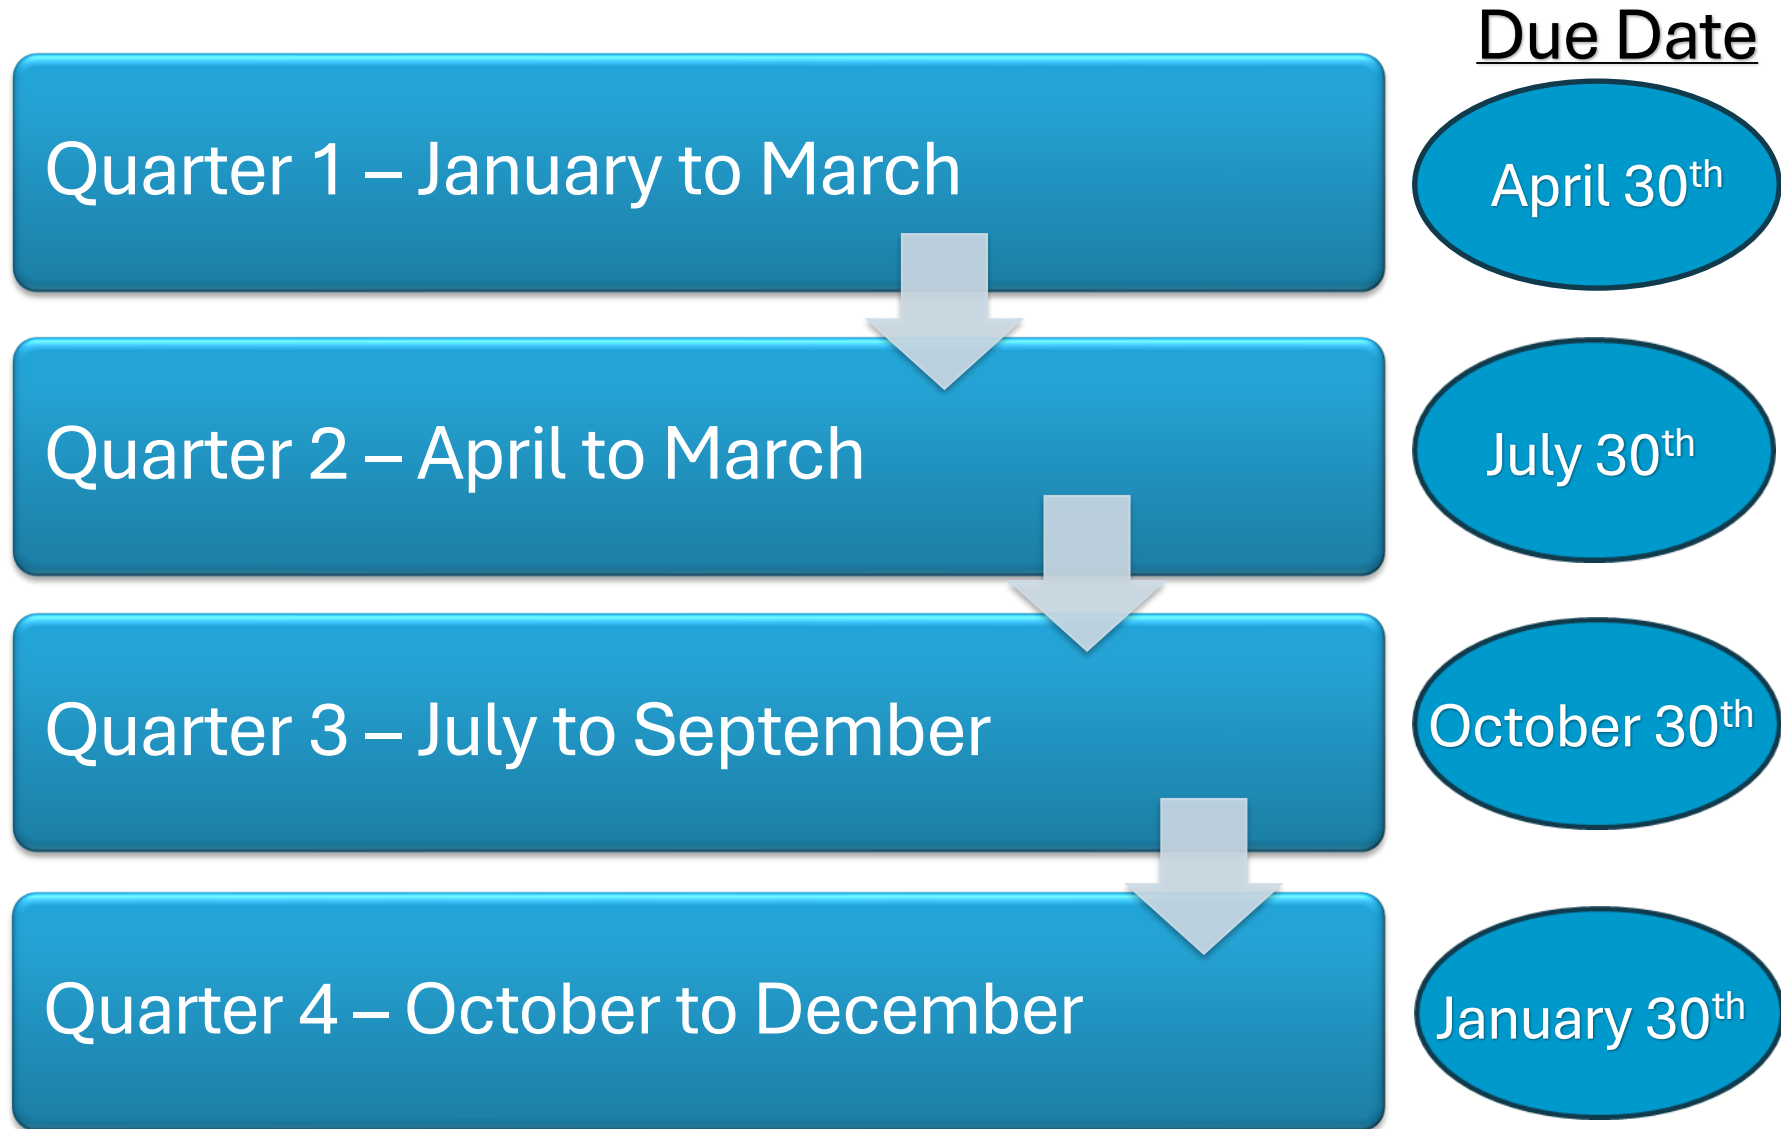 Due Date
Quarter 1 – January to March
April 30th
Quarter 2 – April to March
July 30th
Quarter 3 – July to September
October 30th
Quarter 4 – October to December
January 30th